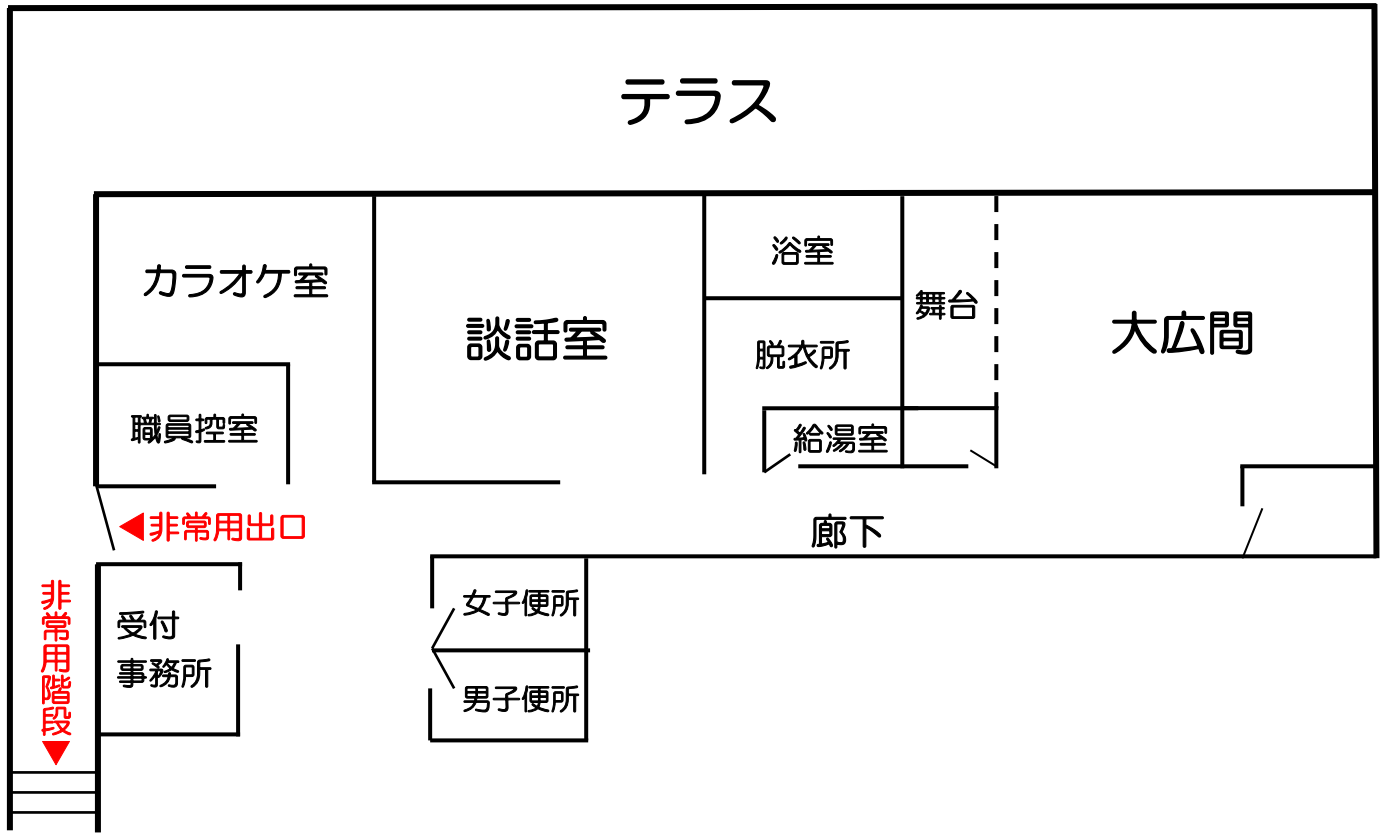 テラス
カラオケ室
談話室
浴室
舞台
大広間
脱衣所
職員控室
給湯室
◀非常用出口
廊下
非常用階段▼
受付
事務所
女子便所
男子便所